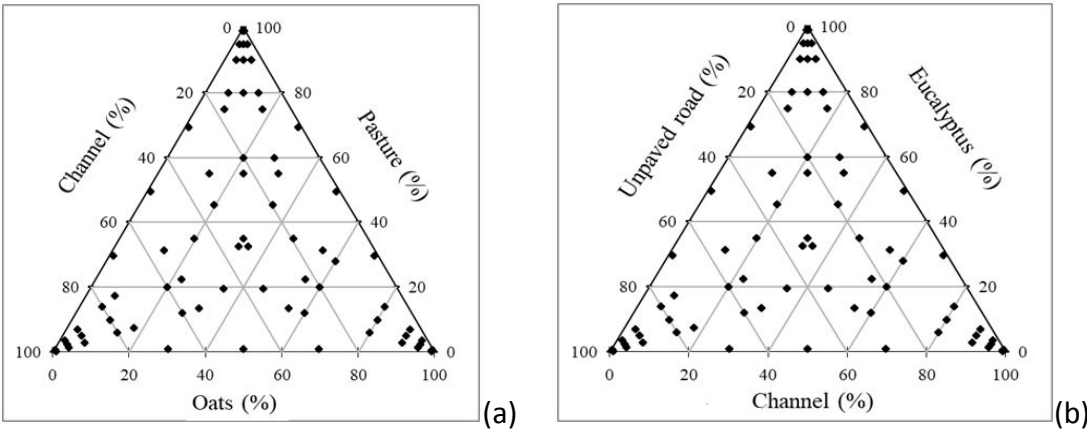 0 100
20 80
Channel (%)
Pasture (%)
40 60
60 40
80 20
100 0
0 20 40 60 80 100
Oats (%)
(a)
0 100
Unpaved road (%)
Eucalyptus (%)
20 80
40 60
60 40
80 20
100 0
0 20 40 60 80 100
Channel (%)
(b)